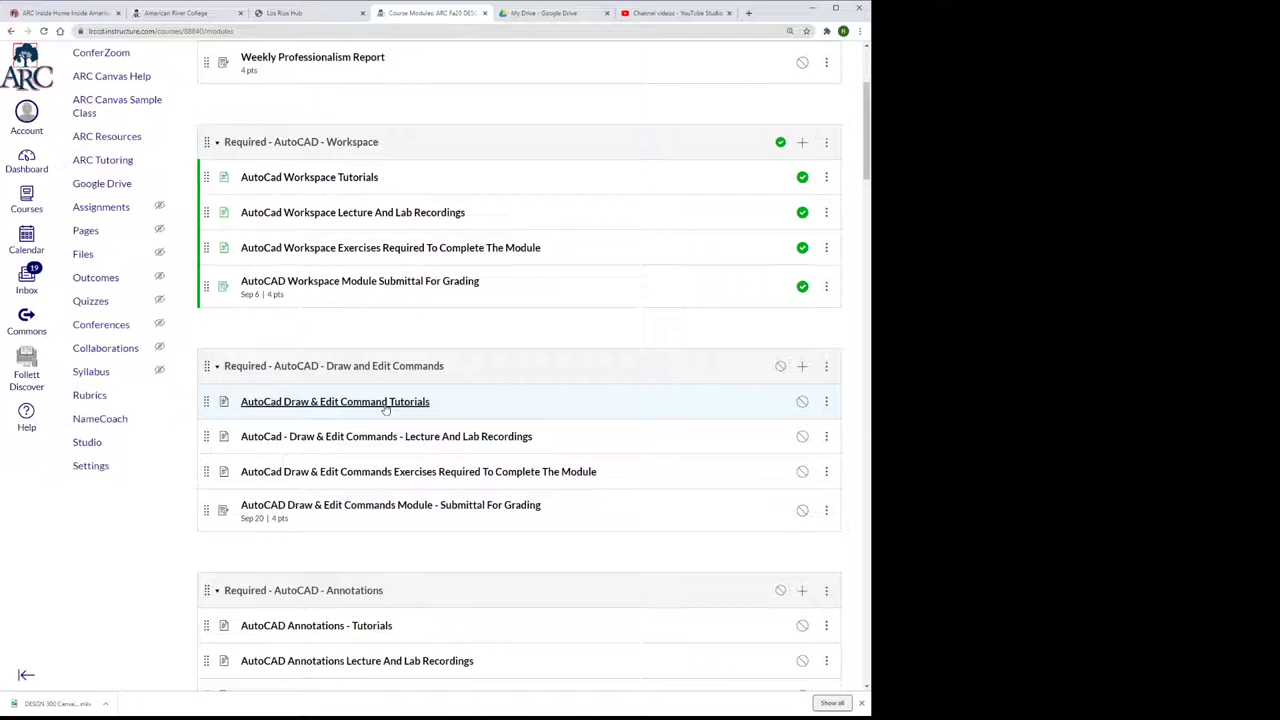 ARC Inside Home Inside Ameri...
American River College
Los Rios Hub
Course Modules: ARC Fa20 DES
My Drive - Google Drive
Channel videos - YouTube Studio
lrccd.instructure.com/courses/88840/modules
R
ARC
Account
Dashboard
Courses
Calendar
19
Inbox
Commons
Follett
Discover
Help
ConferZoom
ARC Canvas Help
ARC Canvas Sample
Class
ARC Resources
ARC Tutoring
Google Drive
Assignments
Pages
Files
Outcomes
Quizzes
Conferences
Collaborations
Syllabus
Rubrics
NameCoach
Studio
Settings
Weekly Professionalism Report
4 pts
Required - AutoCAD - Workspace
AutoCad Workspace Tutorials
AutoCad Workspace Lecture And Lab Recordings
AutoCad Workspace Exercises Required To Complete The Module
AutoCAD Workspace Module Submittal For Grading
Sep 6 | 4 pts
Required - AutoCAD - Draw and Edit Commands
AutoCad Draw & Edit Command Tutorials
AutoCad - Draw & Edit Commands - Lecture And Lab Recordings
AutoCad Draw & Edit Commands Exercises Required To Complete The Module
AutoCAD Draw & Edit Commands Module - Submittal For Grading
Sep 20 | 4 pts
Required - AutoCAD - Annotations
AutoCAD Annotations - Tutorials
AutoCAD Annotations Lecture And Lab Recordings
DESGN 300 Canva....mkv
Show all